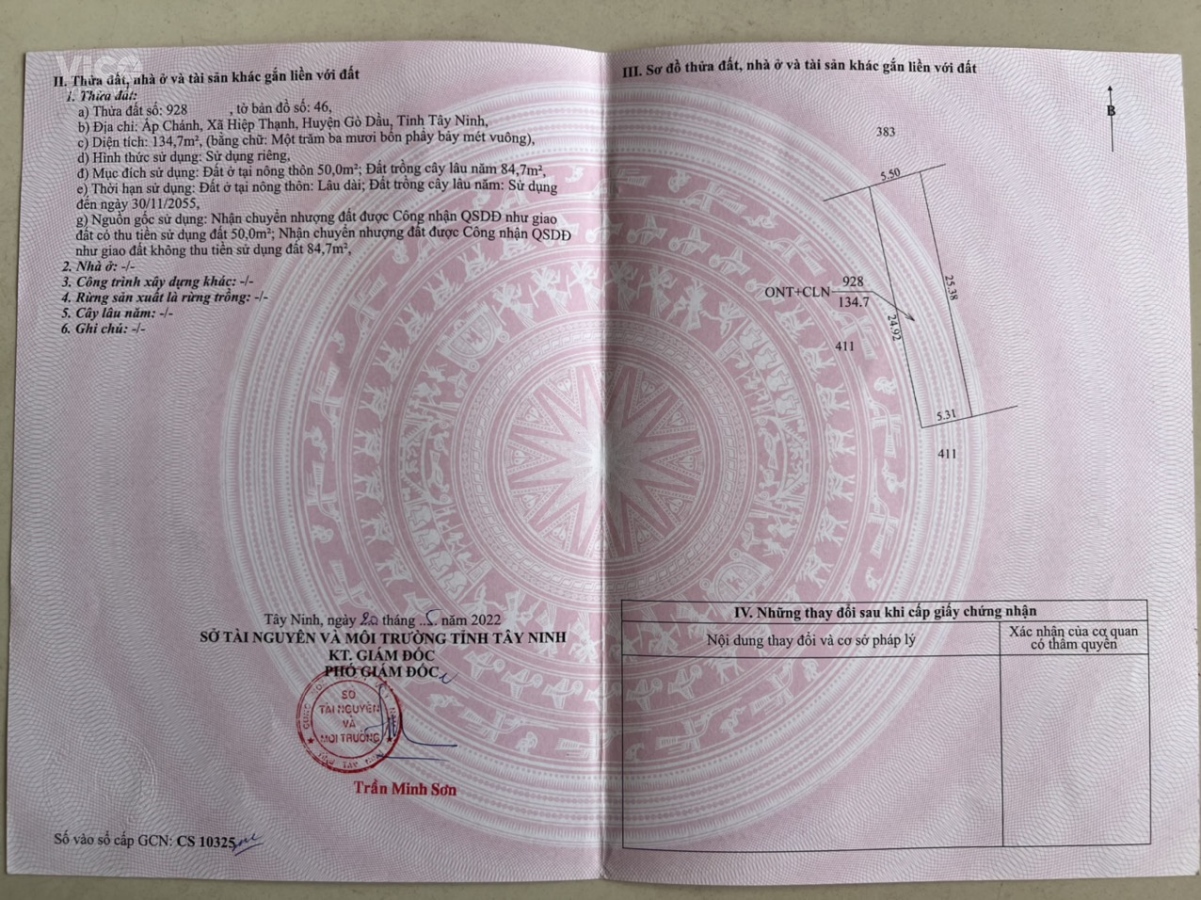 Vico
II. Thửa đất, nhà ở và tài sản khác gắn liền với đất
1. Thửa đất:
a) Thửa đất số: 928 , tờ bản đồ số: 46,
b) Địa chỉ: Ấp Chánh, Xã Hiệp Thạnh, Huyện Gò Dầu, Tỉnh Tây Ninh,
c) Diện tích: 134,7m², (bằng chữ: Một trăm ba mươi bốn phẩy bảy mét vuông),
d) Hình thức sử dụng: Sử dụng riêng,
đ) Mục đích sử dụng: Đất ở tại nông thôn 50,0m²; Đất trồng cây lâu năm 84,7m²,
e) Thời hạn sử dụng: Đất ở tại nông thôn: Lâu dài; Đất trồng cây lâu năm: Sử dụng
đến ngày 30/11/2055,
g) Nguồn gốc sử dụng: Nhận chuyển nhượng đất được Công nhận QSDĐ như giao
đất có thu tiền sử dụng đất 50,0m²; Nhận chuyển nhượng đất được Công nhận QSDĐ
như giao đất không thu tiền sử dụng đất 84,7m²,
2. Nhà ở: -/-
3. Công trình xây dựng khác: -/-
4. Rừng sản xuất là rừng trồng: -/-
5. Cây lâu năm: -/-
6. Ghi chú: -/-
Tây Ninh, ngày 20 tháng 5 năm 2022
SỞ TÀI NGUYÊN VÀ MÔI TRƯỜNG TỈNH TÂY NINH
KT. GIÁM ĐỐC
PHÓ GIÁM ĐỐC
SỞ
TÀI NGUYÊN
VÀ
MÔI TRƯỜNG
Trần Minh Sơn
Số vào sổ cấp GCN: CS 10325
III. Sơ đồ thửa đất, nhà ở và tài sản khác gắn liền với đất
B
383
5.50
25.38
ONT+CLN
928
134.7
24.92
411
5.31
411
IV. Những thay đổi sau khi cấp giấy chứng nhận
Nội dung thay đổi và cơ sở pháp lý
Xác nhận của cơ quan
có thẩm quyền